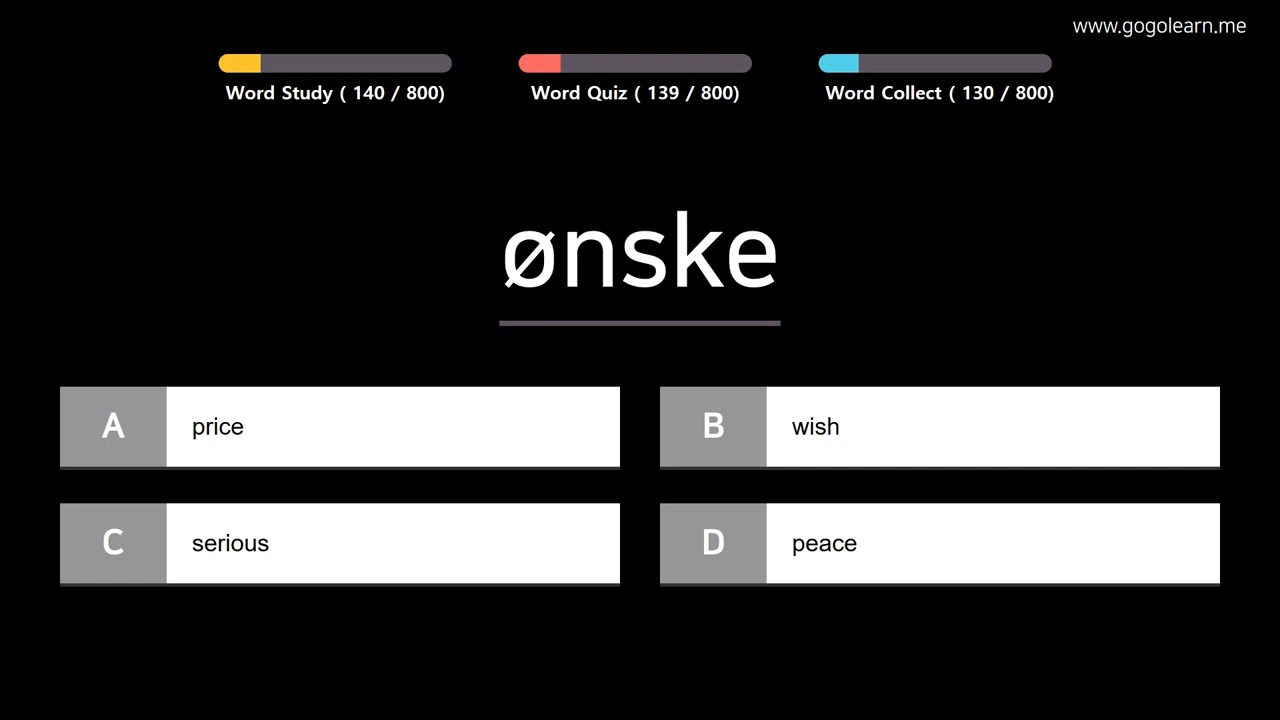 www.gogolearn.me
Word Study ( 140 / 800)
Word Quiz ( 139 / 800)
Word Collect ( 130 / 800)
ønske
A price
B wish
C serious
D peace